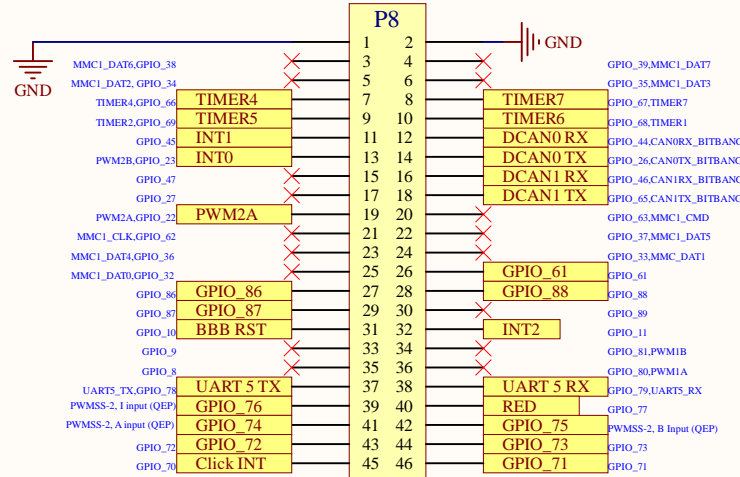 P8
1 2
GND
GND
MMC1_DAT6,GPIO_38 3 4 GPIO_39,MMC1_DAT7
MMC1_DAT2, GPIO_34 5 6 GPIO_35,MMC1_DAT3
TIMER4,GPIO_66 TIMER4 7 8 TIMER7 GPIO_67,TIMER7
TIMER2,GPIO_69 TIMER5 9 10 TIMER6 GPIO_68,TIMER1
GPIO_45 INT1 11 12 DCAN0 RX GPIO_44,CAN0RX_BITBANG
PWM2B,GPIO_23 INT0 13 14 DCAN0 TX GPIO_26,CAN0TX_BITBANG
GPIO_47 15 16 DCAN1 RX GPIO_46,CAN1RX_BITBANG
GPIO_27 17 18 DCAN1 TX GPIO_65,CAN1TX_BITBANG
PWM2A,GPIO_22 PWM2A 19 20 GPIO_63,MMC1_CMD
MMC1_CLK,GPIO_62 21 22 GPIO_37,MMC1_DAT5
MMC1_DAT4,GPIO_36 23 24 GPIO_33,MMC_DAT1
MMC1_DAT0,GPIO_32 25 26 GPIO_61 GPIO_61
GPIO_86 GPIO_86 27 28 GPIO_88 GPIO_88
GPIO_87 GPIO_87 29 30 GPIO_89
GPIO_10 BBB RST 31 32 INT2 GPIO_11
GPIO_9 33 34 GPIO_81,PWM1B
GPIO_8 35 36 GPIO_80,PWM1A
UART5_TX,GPIO_78 UART 5 TX 37 38 UART 5 RX GPIO_79,UART5_RX
PWMSS-2, I input (QEP) GPIO_76 39 40 RED GPIO_77
PWMSS-2, A input (QEP) GPIO_74 41 42 GPIO_75 PWMSS-2, B Input (QEP)
GPIO_72 GPIO_72 43 44 GPIO_73 GPIO_73
GPIO_70 Click INT 45 46 GPIO_71 GPIO_71